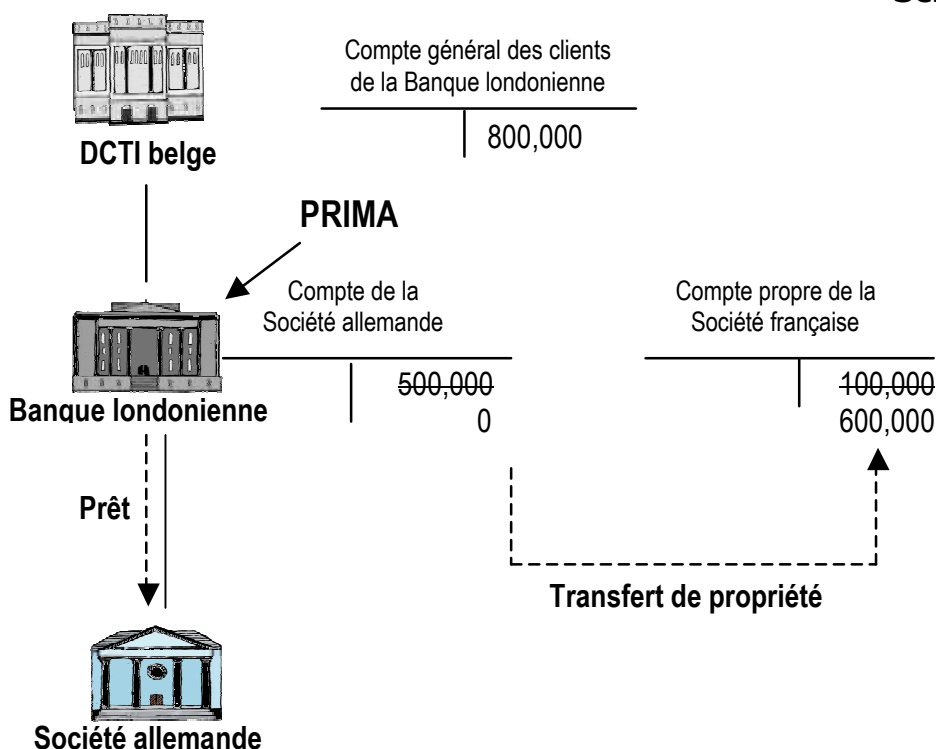 Compte général des clients
de la Banque londonienne
800,000
DCTI belge
PRIMA
Compte de la
Société allemande
Compte propre de la
Société française
500,000
0
100,000
600,000
Banque londonienne
Prêt
Transfert de propriété
Société allemande